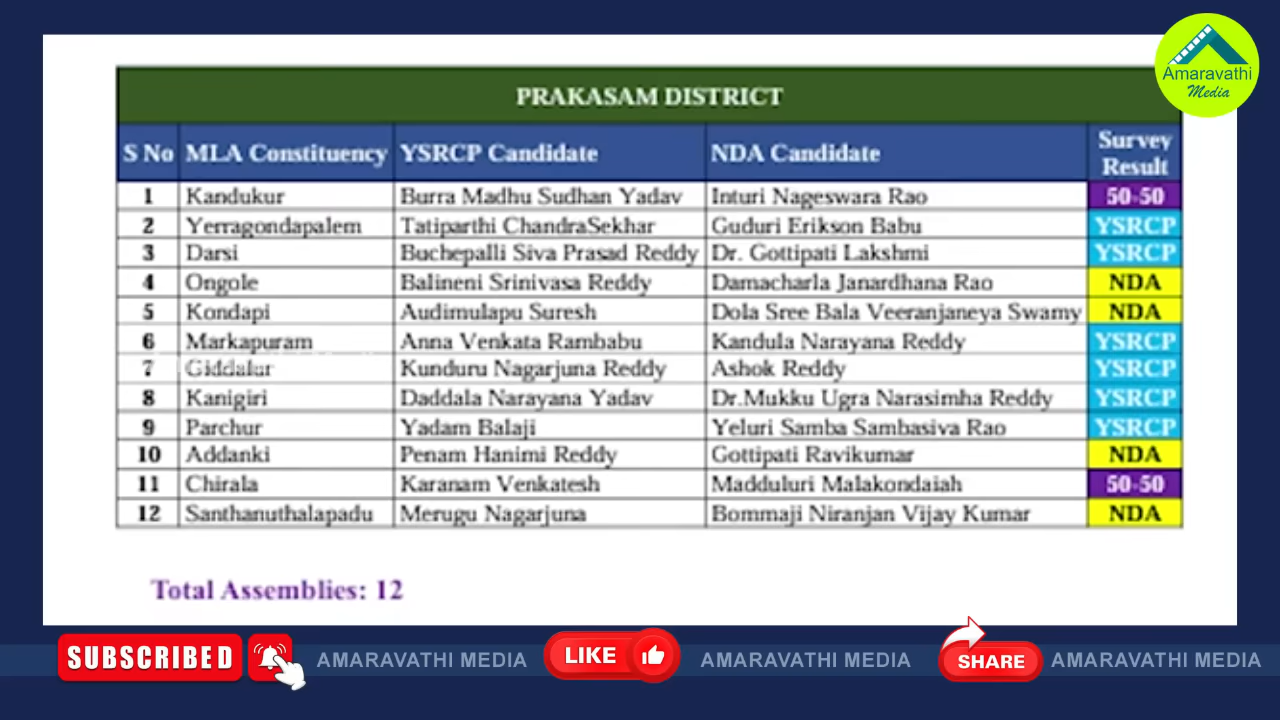 Amaravathi
Media
PRAKASAM DISTRICT
S No MLA Constituency YSRCP Candidate NDA Candidate Survey Result
1 Kandukur Burra Madhu Sudhan Yadav Inturi Nageswara Rao 50-50
2 Yerragondapalem Tatiparthi ChandraSekhar Guduri Erikson Babu YSRCP
3 Darsi Buchepalli Siva Prasad Reddy Dr. Gottipati Lakshmi YSRCP
4 Ongole Balineni Srinivasa Reddy Damacharla Janardhana Rao NDA
5 Kondapi Audimulapu Suresh Dola Sree Bala Veeranjaneya Swamy NDA
6 Markapuram Anna Venkata Rambabu Kandula Narayana Reddy YSRCP
7 Giddalur Kunduru Nagarjuna Reddy Ashok Reddy YSRCP
8 Kanigiri Daddala Narayana Yadav Dr.Mukku Ugra Narasimha Reddy YSRCP
9 Parchur Yadam Balaji Yeluri Samba Sambasiva Rao YSRCP
10 Addanki Penam Hanimi Reddy Gottipati Ravikumar NDA
11 Chirala Karanam Venkatesh Madduluri Malakondaiah 50-50
12 Santhanuthalapadu Merugu Nagarjuna Bommaji Niranjan Vijay Kumar NDA
Total Assemblies: 12
SUBSCRIBED AMARAVATHI MEDIA LIKE AMARAVATHI MEDIA SHARE AMARAVATHI MEDIA